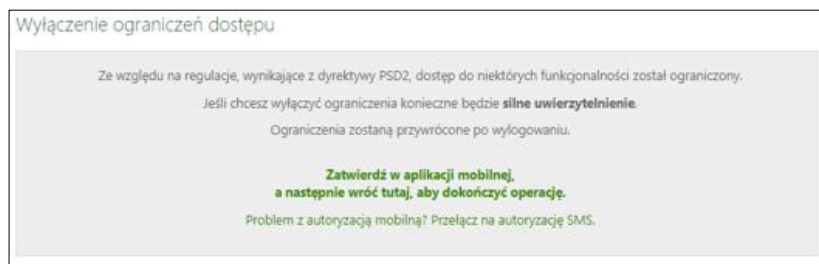 Wyłączenie ograniczeń dostępu
Ze względu na regulacje, wynikające z dyrektywy PSD2, dostęp do niektórych funkcjonalności został ograniczony.
Jeśli chcesz wyłączyć ograniczenia konieczne będzie silne uwierzytelnienie.
Ograniczenia zostaną przywrócone po wylogowaniu.
Zatwierdź w aplikacji mobilnej,
a następnie wróć tutaj, aby dokończyć operację.
Problem z autoryzacją mobilną? Przełącz na autoryzację SMS.